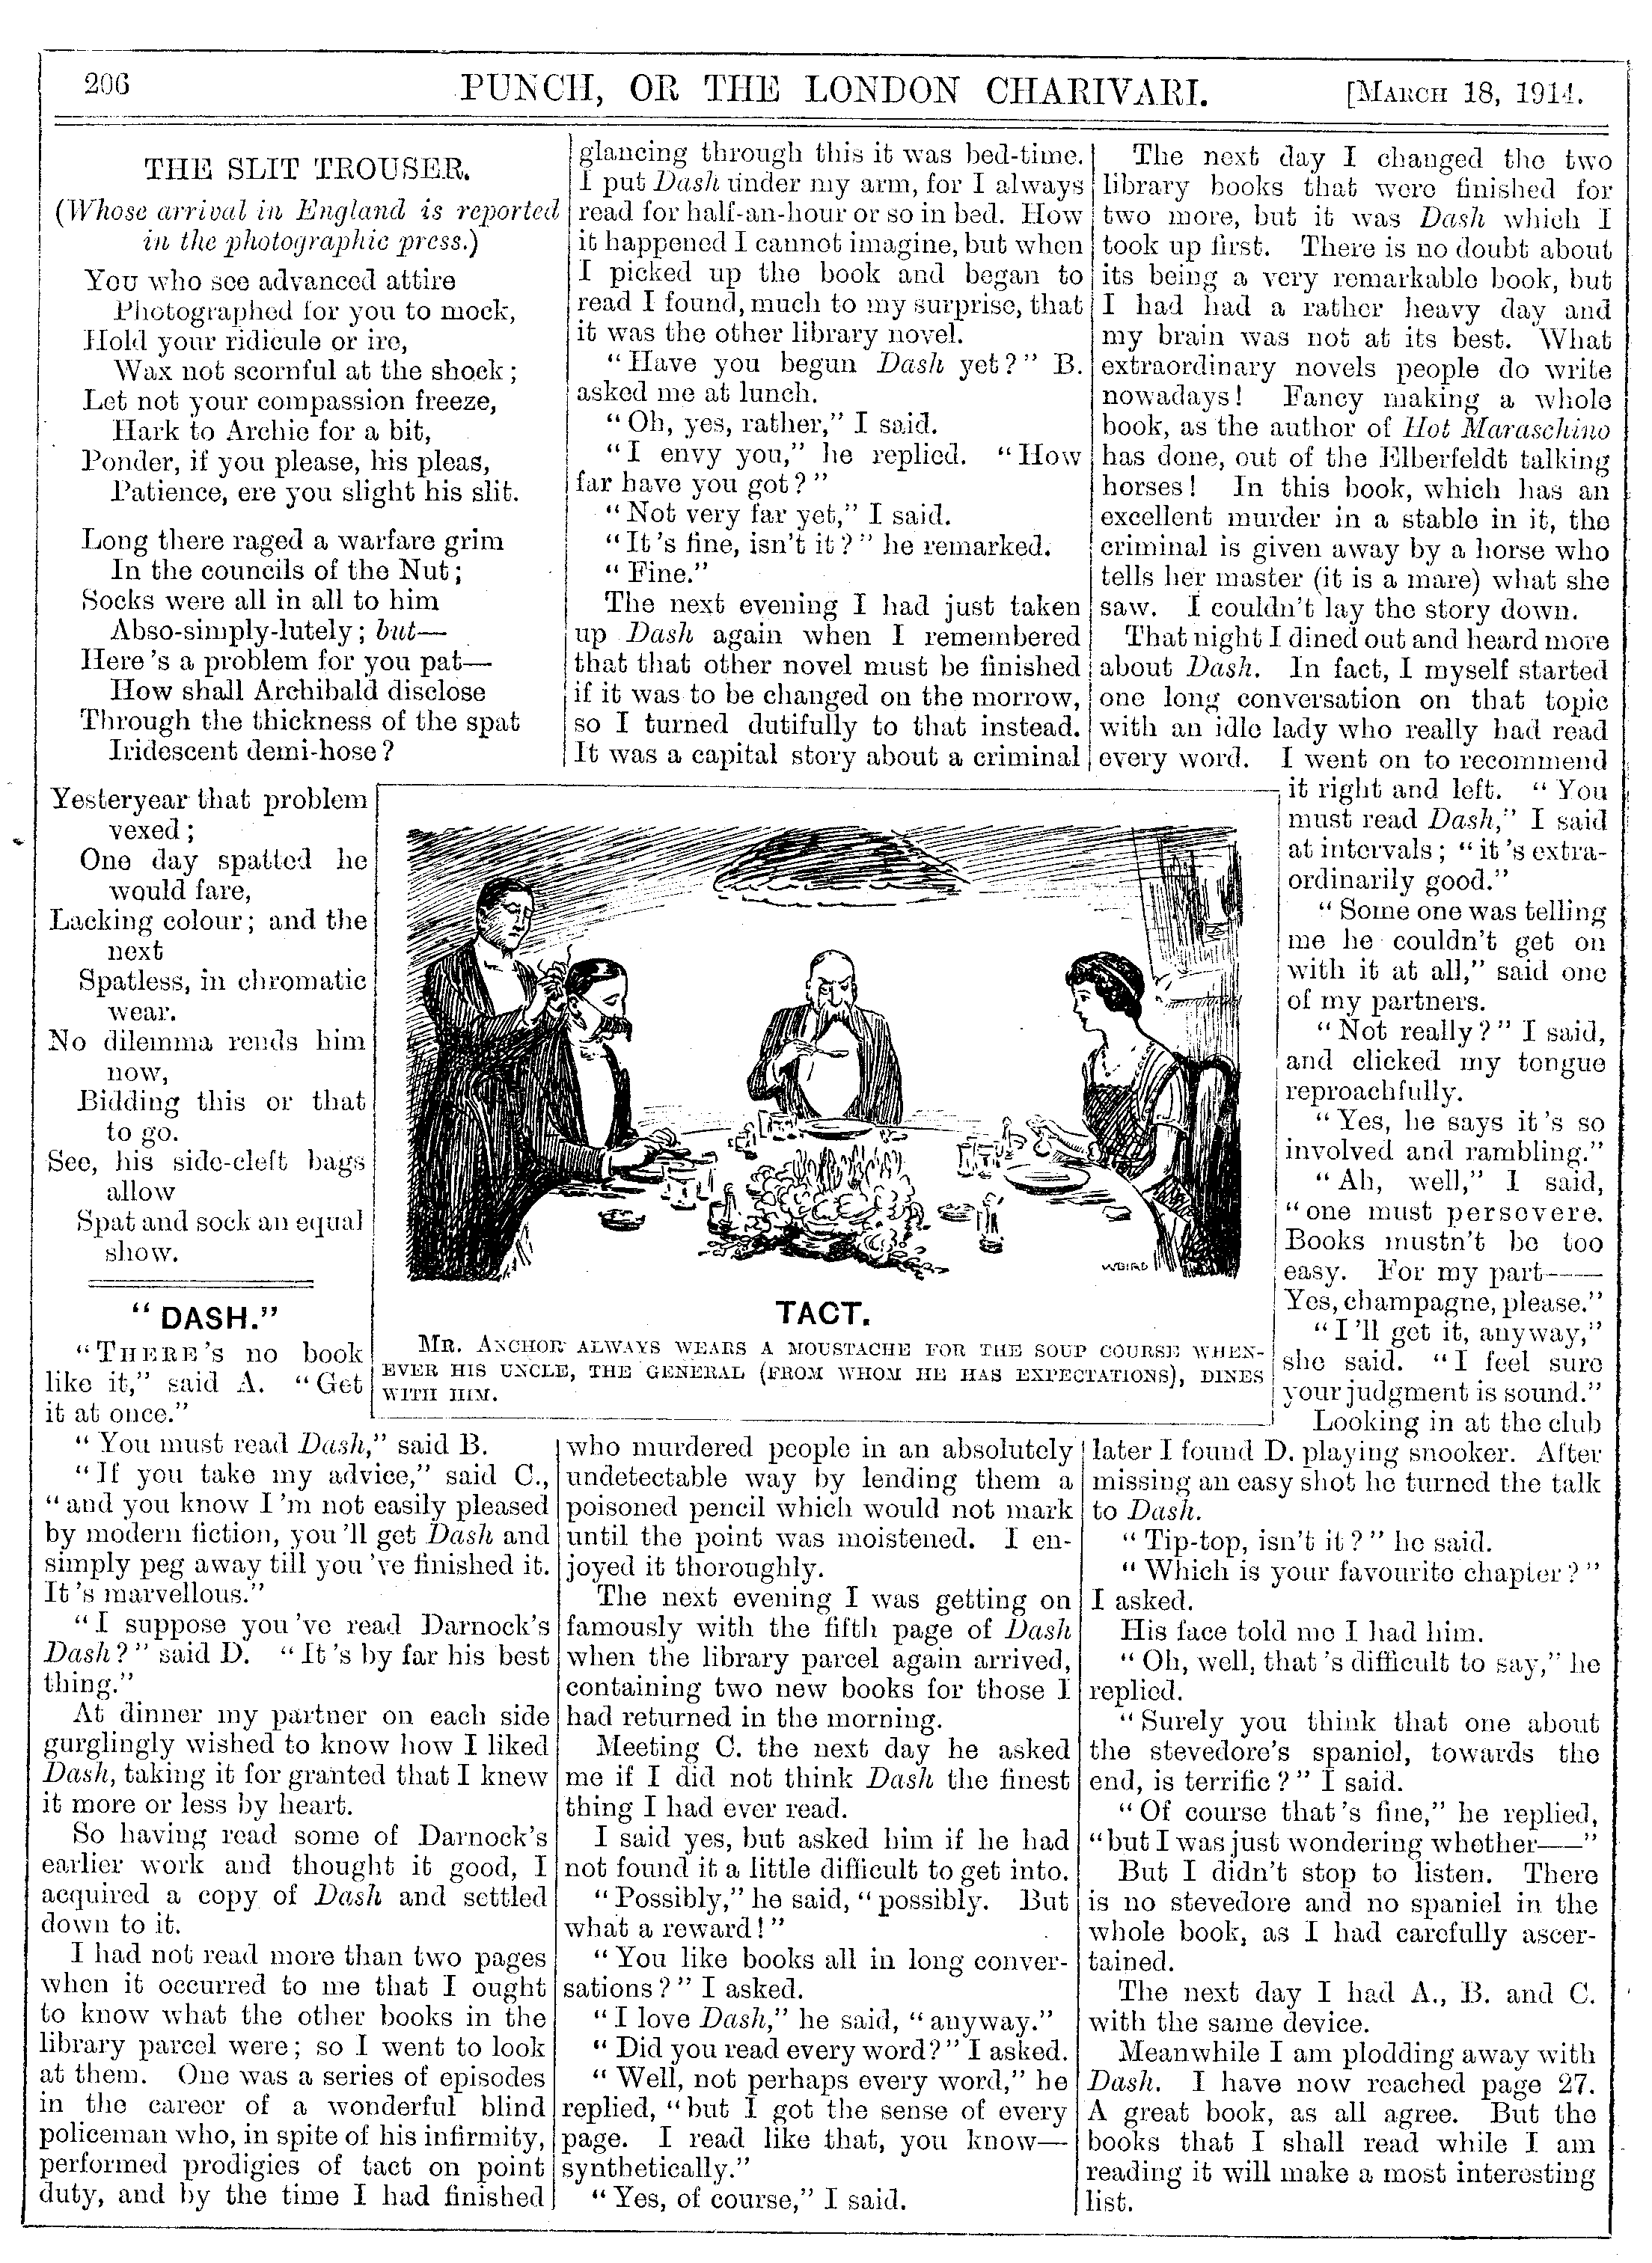 206
PUNCH, OR THE LONDON CHARIVARI.
[MARCH 18, 1914.
THE SLIT TROUSER.
(Whose arrival in England is reported
in the photographic press.)
You who see advanced attire
Photographed for you to mock,
Hold your ridicule or ire,
Wax not scornful at the shock;
Let not your compassion freeze,
Hark to Archie for a bit,
Ponder, if you please, his pleas,
Patience, ere you slight his slit.
Long there raged a warfare grim
In the councils of the Nut;
Socks were all in all to him
Abso-simply-lutely; but—
Here's a problem for you pat—
How shall Archibald disclose
Through the thickness of the spat
Iridescent demi-hose?
Yesteryear that problem
vexed;
One day spatted he
would fare,
Lacking colour; and the
next
Spatless, in chromatic
wear.
No dilemma rends him
now,
Bidding this or that
to go.
See, his side-cleft bags
allow
Spat and sock an equal
show.
"DASH."
"THERE'S no book
like it," said A. "Get
it at once."
"You must read Dash," said B.
"If you take my advice," said C.,
"and you know I'm not easily pleased
by modern fiction, you'll get Dash and
simply peg away till you've finished it.
It's marvellous."
"I suppose you've read Darnock's
Dash?" said D. "It's by far his best
thing."
At dinner my partner on each side
gurglingly wished to know how I liked
Dash, taking it for granted that I knew
it more or less by heart.
So having read some of Darnock's
earlier work and thought it good, I
acquired a copy of Dash and settled
down to it.
I had not read more than two pages
when it occurred to me that I ought
to know what the other books in the
library parcel were; so I went to look
at them. One was a series of episodes
in the career of a wonderful blind
policeman who, in spite of his infirmity,
performed prodigies of tact on point
duty, and by the time I had finished
glancing through this it was bed-time.
I put Dash under my arm, for I always
read for half-an-hour or so in bed. How
it happened I cannot imagine, but when
I picked up the book and began to
read I found, much to my surprise, that
it was the other library novel.
"Have you begun Dash yet?" B.
asked me at lunch.
"Oh, yes, rather," I said.
"I envy you," he replied. "How
far have you got?"
"Not very far yet," I said.
"It's fine, isn't it?" he remarked.
"Fine."
The next evening I had just taken
up Dash again when I remembered
that that other novel must be finished
if it was to be changed on the morrow,
so I turned dutifully to that instead.
It was a capital story about a criminal
WBIRD
TACT.
MR. ANCHOR ALWAYS WEARS A MOUSTACHE FOR THE SOUP COURSE WHEN-
EVER HIS UNCLE, THE GENERAL (FROM WHOM HE HAS EXPECTATIONS), DINES
WITH HIM.
who murdered people in an absolutely
undetectable way by lending them a
poisoned pencil which would not mark
until the point was moistened. I en-
joyed it thoroughly.
The next evening I was getting on
famously with the fifth page of Dash
when the library parcel again arrived,
containing two new books for those I
had returned in the morning.
Meeting C. the next day he asked
me if I did not think Dash the finest
thing I had ever read.
I said yes, but asked him if he had
not found it a little difficult to get into.
"Possibly," he said, "possibly. But
what a reward!"
"You like books all in long conver-
sations?" I asked.
"I love Dash," he said, "anyway."
"Did you read every word?" I asked.
"Well, not perhaps every word," he
replied, "but I got the sense of every
page. I read like that, you know—
synthetically."
"Yes, of course," I said.
The next day I changed the two
library books that were finished for
two more, but it was Dash which I
took up first. There is no doubt about
its being a very remarkable book, but
I had had a rather heavy day and
my brain was not at its best. What
extraordinary novels people do write
nowadays! Fancy making a whole
book, as the author of Hot Maraschino
has done, out of the Elberfeldt talking
horses! In this book, which has an
excellent murder in a stable in it, the
criminal is given away by a horse who
tells her master (it is a mare) what she
saw. I couldn't lay the story down.
That night I dined out and heard more
about Dash. In fact, I myself started
one long conversation on that topic
with an idle lady who really had read
every word. I went on to recommend
it right and left. "You
must read Dash," I said
at intervals; "it's extra-
ordinarily good."
"Some one was telling
me he couldn't get on
with it at all," said one
of my partners.
"Not really?" I said,
and clicked my tongue
reproachfully.
"Yes, he says it's so
involved and rambling."
"Ah, well," I said,
"one must persevere.
Books mustn't be too
easy. For my part——
Yes, champagne, please."
"I'll get it, anyway,"
she said. "I feel sure
your judgment is sound."
Looking in at the club
later I found D. playing snooker. After
missing an easy shot he turned the talk
to Dash.
"Tip-top, isn't it?" he said.
"Which is your favourite chapter?"
I asked.
His face told me I had him.
"Oh, well, that's difficult to say," he
replied.
"Surely you think that one about
the stevedore's spaniel, towards the
end, is terrific?" I said.
"Of course that's fine," he replied,
"but I was just wondering whether——"
But I didn't stop to listen. There
is no stevedore and no spaniel in the
whole book, as I had carefully ascer-
tained.
The next day I had A., B. and C.
with the same device.
Meanwhile I am plodding away with
Dash. I have now reached page 27.
A great book, as all agree. But the
books that I shall read while I am
reading it will make a most interesting
list.